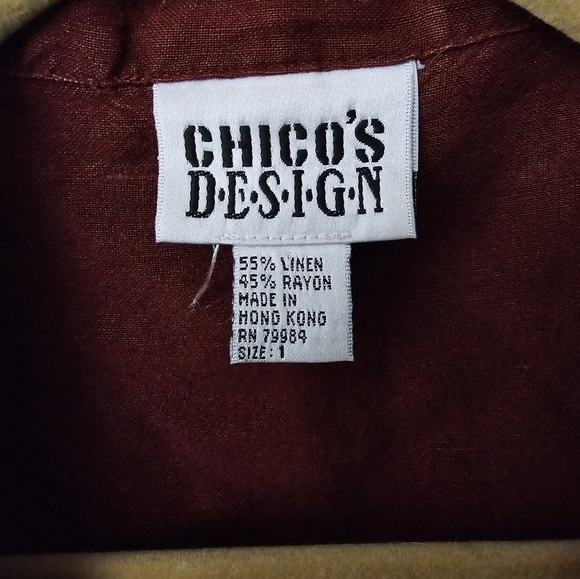 CHICO'S
D·E·S·I·G·N
55% LINEN
45% RAYON
MADE IN
HONG KONG
RN 79984
SIZE: 1